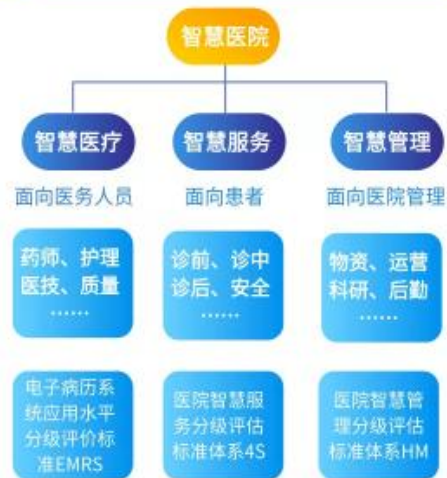 智慧医院
智慧医疗
智慧服务
智慧管理
面向医务人员
面向患者
面向医院管理
药师、护理
医技、质量
......
诊前、诊中
诊后、安全
......
物资、运营
科研、后勤
......
电子病历系
统应用水平
分级评价标
准EMRS
医院智慧服
务分级评估
标准体系4S
医院智慧管
理分级评估
标准体系HM